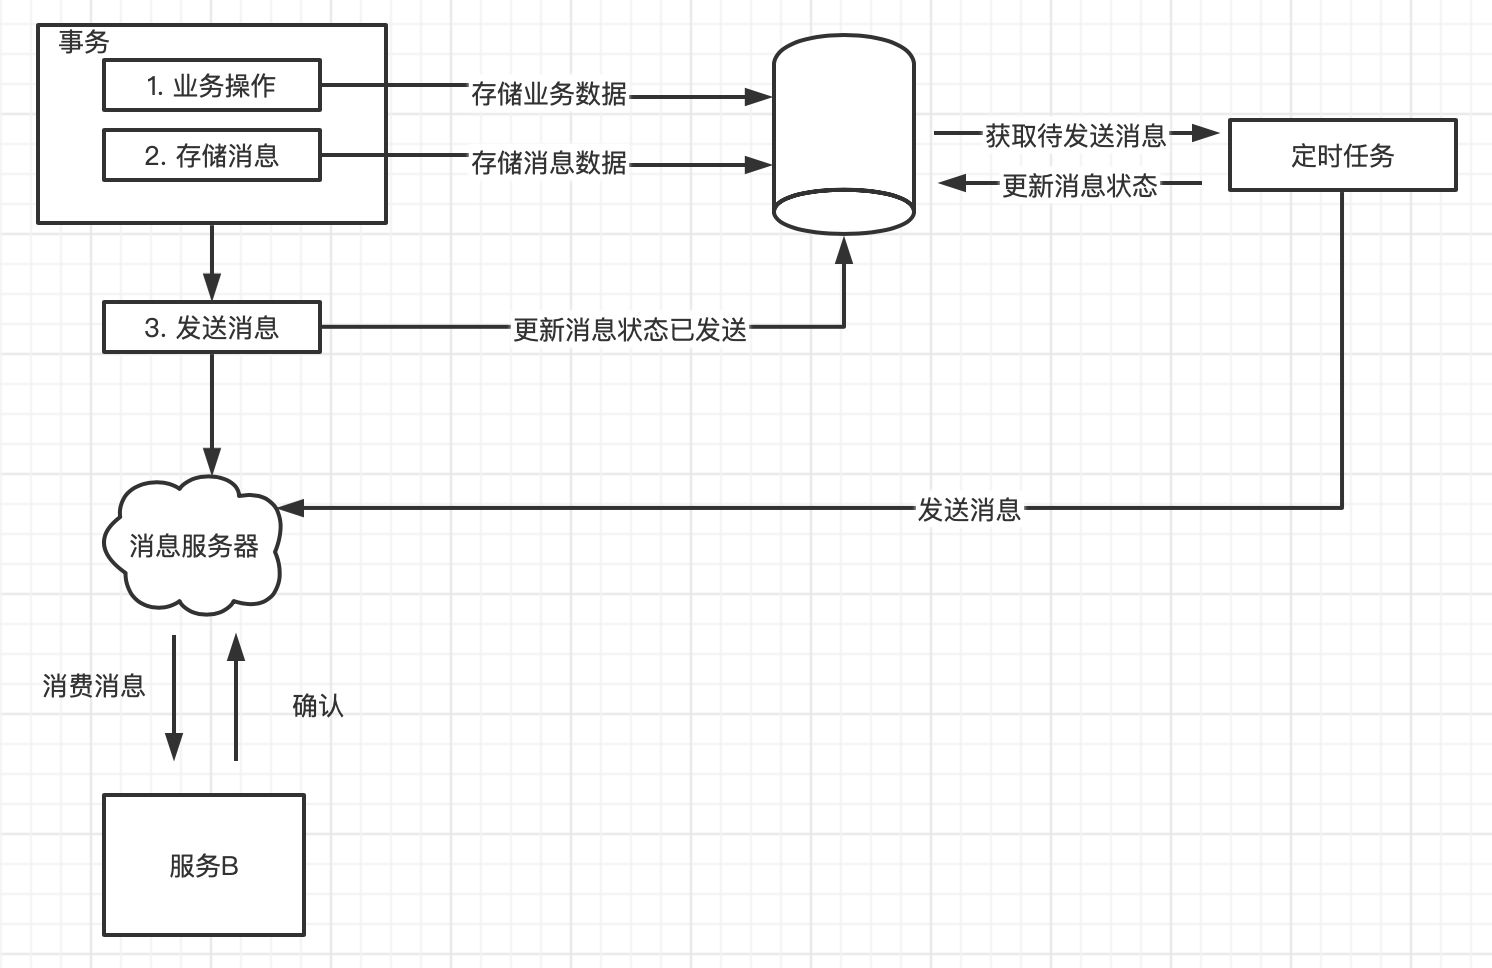 事务
1. 业务操作
存储业务数据
2. 存储消息
存储消息数据
获取待发送消息
定时任务
更新消息状态
3. 发送消息
更新消息状态已发送
发送消息
消息服务器
消费消息
确认
服务B